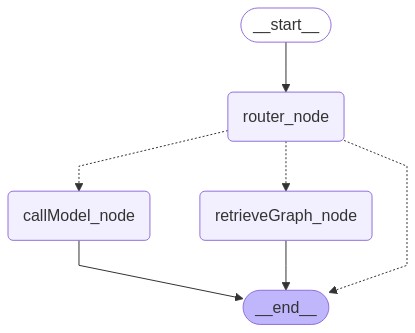 __start__
router_node
callModel_node
retrieveGraph_node
__end__